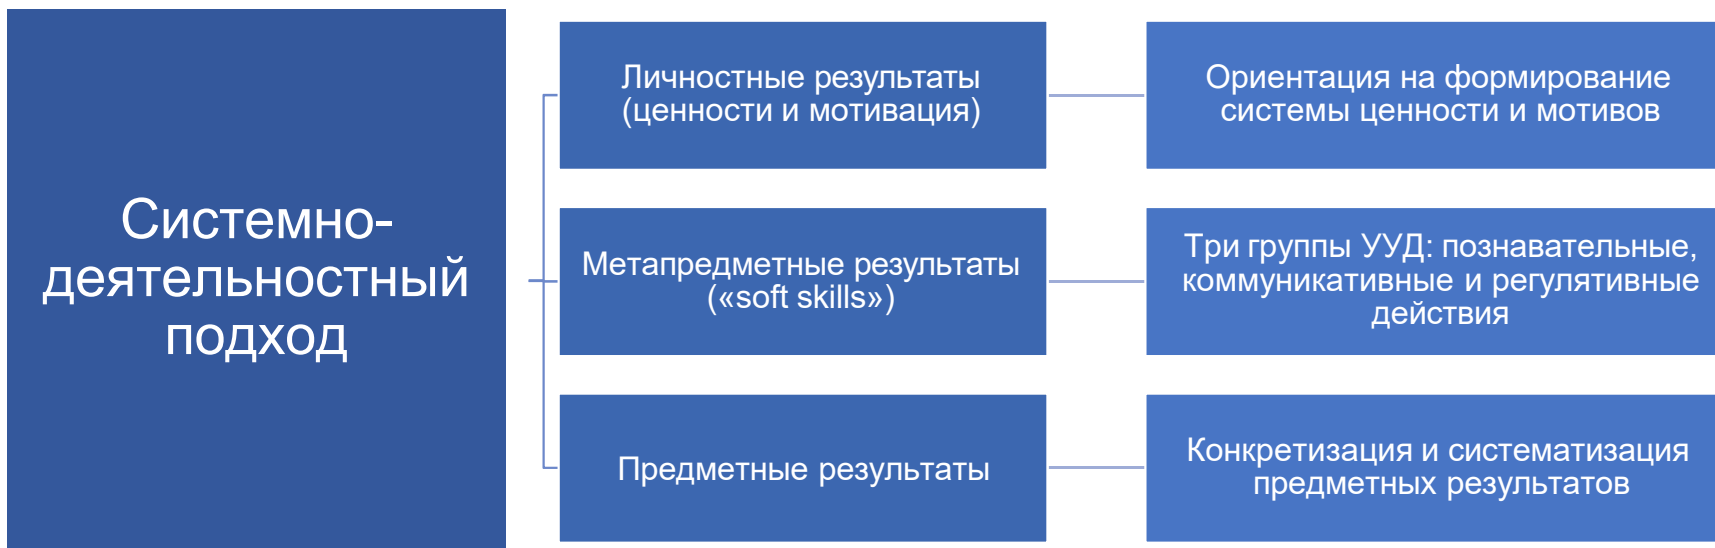 Системно-
деятельностный
подход
Личностные результаты
(ценности и мотивация)
Ориентация на формирование
системы ценности и мотивов
Метапредметные результаты
(«soft skills»)
Три группы УУД: познавательные,
коммуникативные и регулятивные
действия
Предметные результаты
Конкретизация и систематизация
предметных результатов